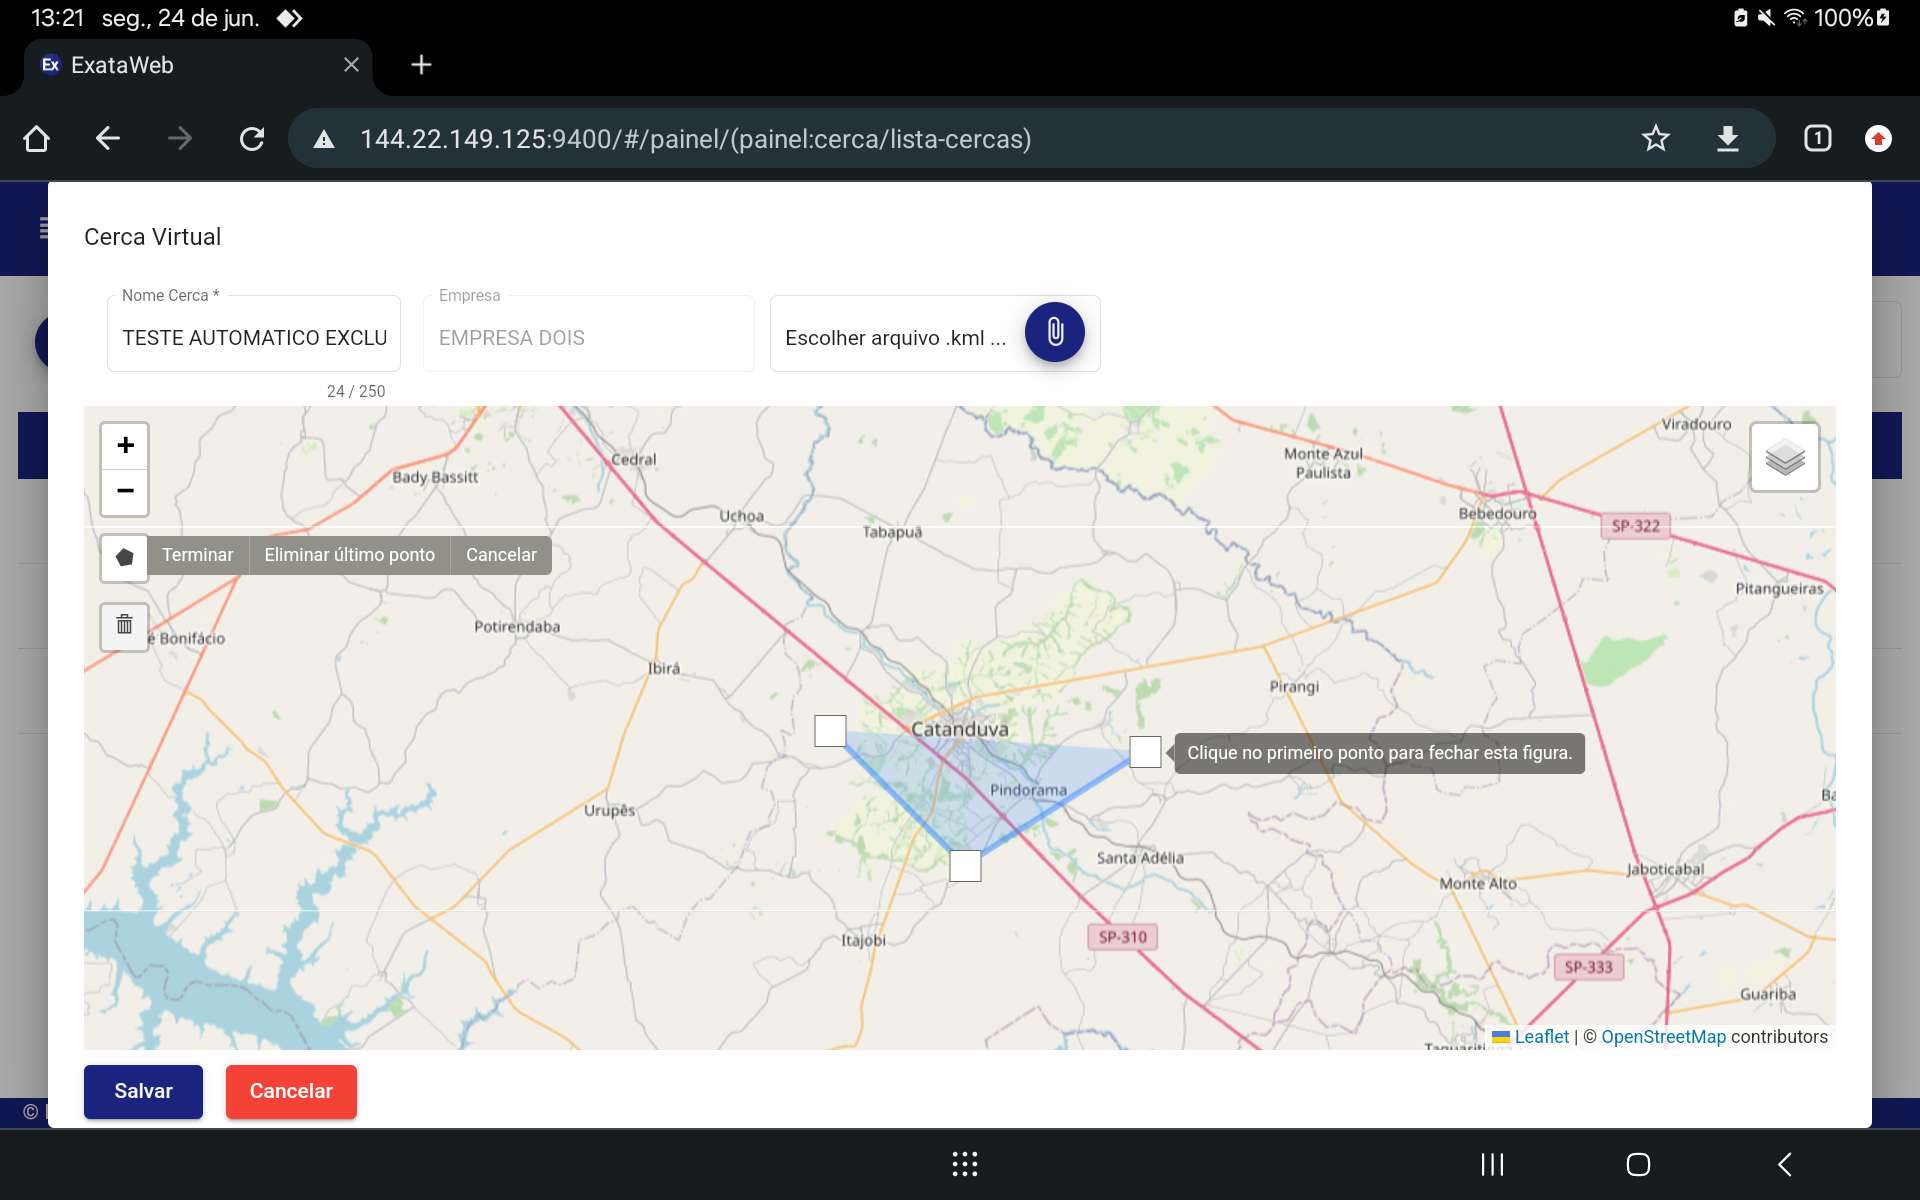 13:21 seg., 24 de jun.
100%
Ex ExataWeb
144.22.149.125:9400/#/painel/(painel:cerca/lista-cercas)
1
Cerca Virtual
Nome Cerca *
Empresa
TESTE AUTOMATICO EXCLU
EMPRESA DOIS
Escolher arquivo .kml ...
24 / 250
+
−
Terminar
Eliminar último ponto
Cancelar
Viradouro
Cedral
Monte Azul
Paulista
Bady Bassitt
Uchoa
Tabapuã
Bebedouro
SP-322
Pitangueiras
é Bonifácio
Potirendaba
Ibirá
Pirangi
Catanduva
Clique no primeiro ponto para fechar esta figura.
Pindorama
Ba
Urupês
Santa Adélia
Jaboticabal
Monte Alto
SP-310
Itajobi
SP-333
Guariba
Leaflet | © OpenStreetMap contributors
Salvar
Cancelar
©